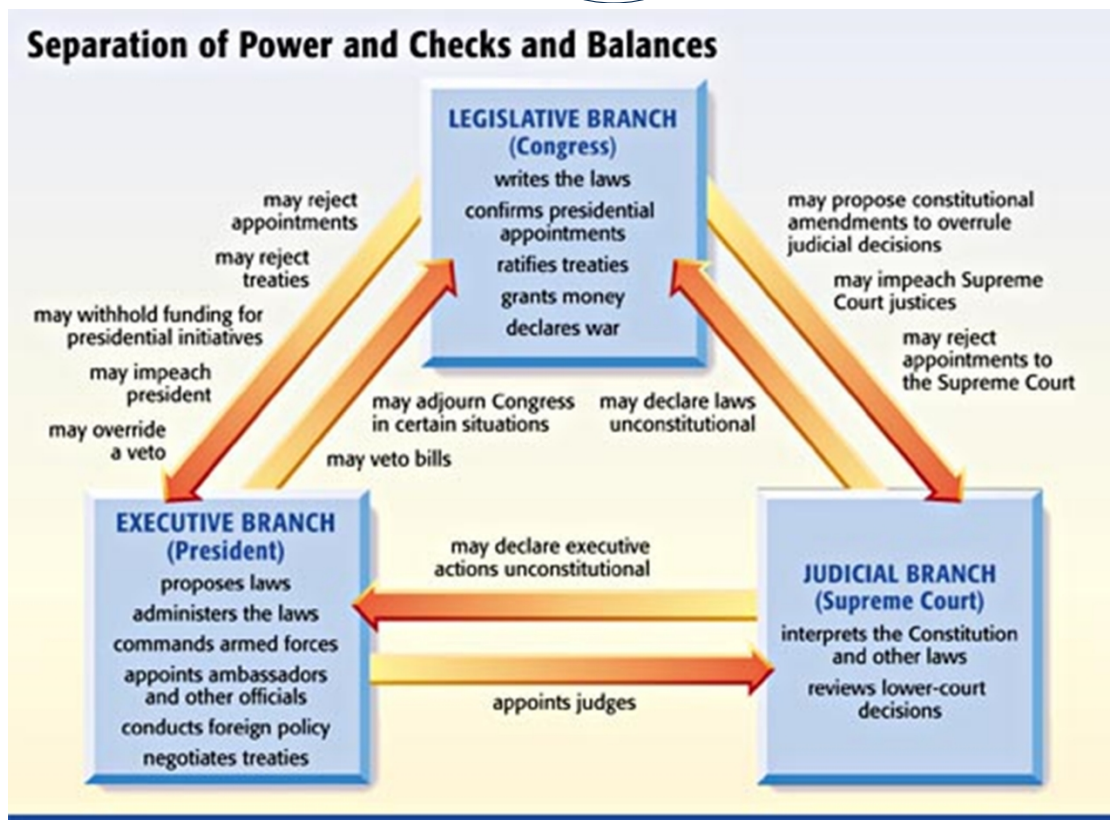 Separation of Power and Checks and Balances
LEGISLATIVE BRANCH
(Congress)
writes the laws
confirms presidential
appointments
ratifies treaties
grants money
declares war
may reject
appointments
may reject
treaties
may withhold funding for
presidential initiatives
may impeach
president
may override
a veto
may propose constitutional
amendments to overrule
judicial decisions
may impeach Supreme
Court justices
may reject
appointments to
the Supreme Court
may adjourn Congress
in certain situations
may veto bills
may declare laws
unconstitutional
EXECUTIVE BRANCH
(President)
proposes laws
administers the laws
commands armed forces
appoints ambassadors
and other officials
conducts foreign policy
negotiates treaties
may declare executive
actions unconstitutional
appoints judges
JUDICIAL BRANCH
(Supreme Court)
interprets the Constitution
and other laws
reviews lower-court
decisions